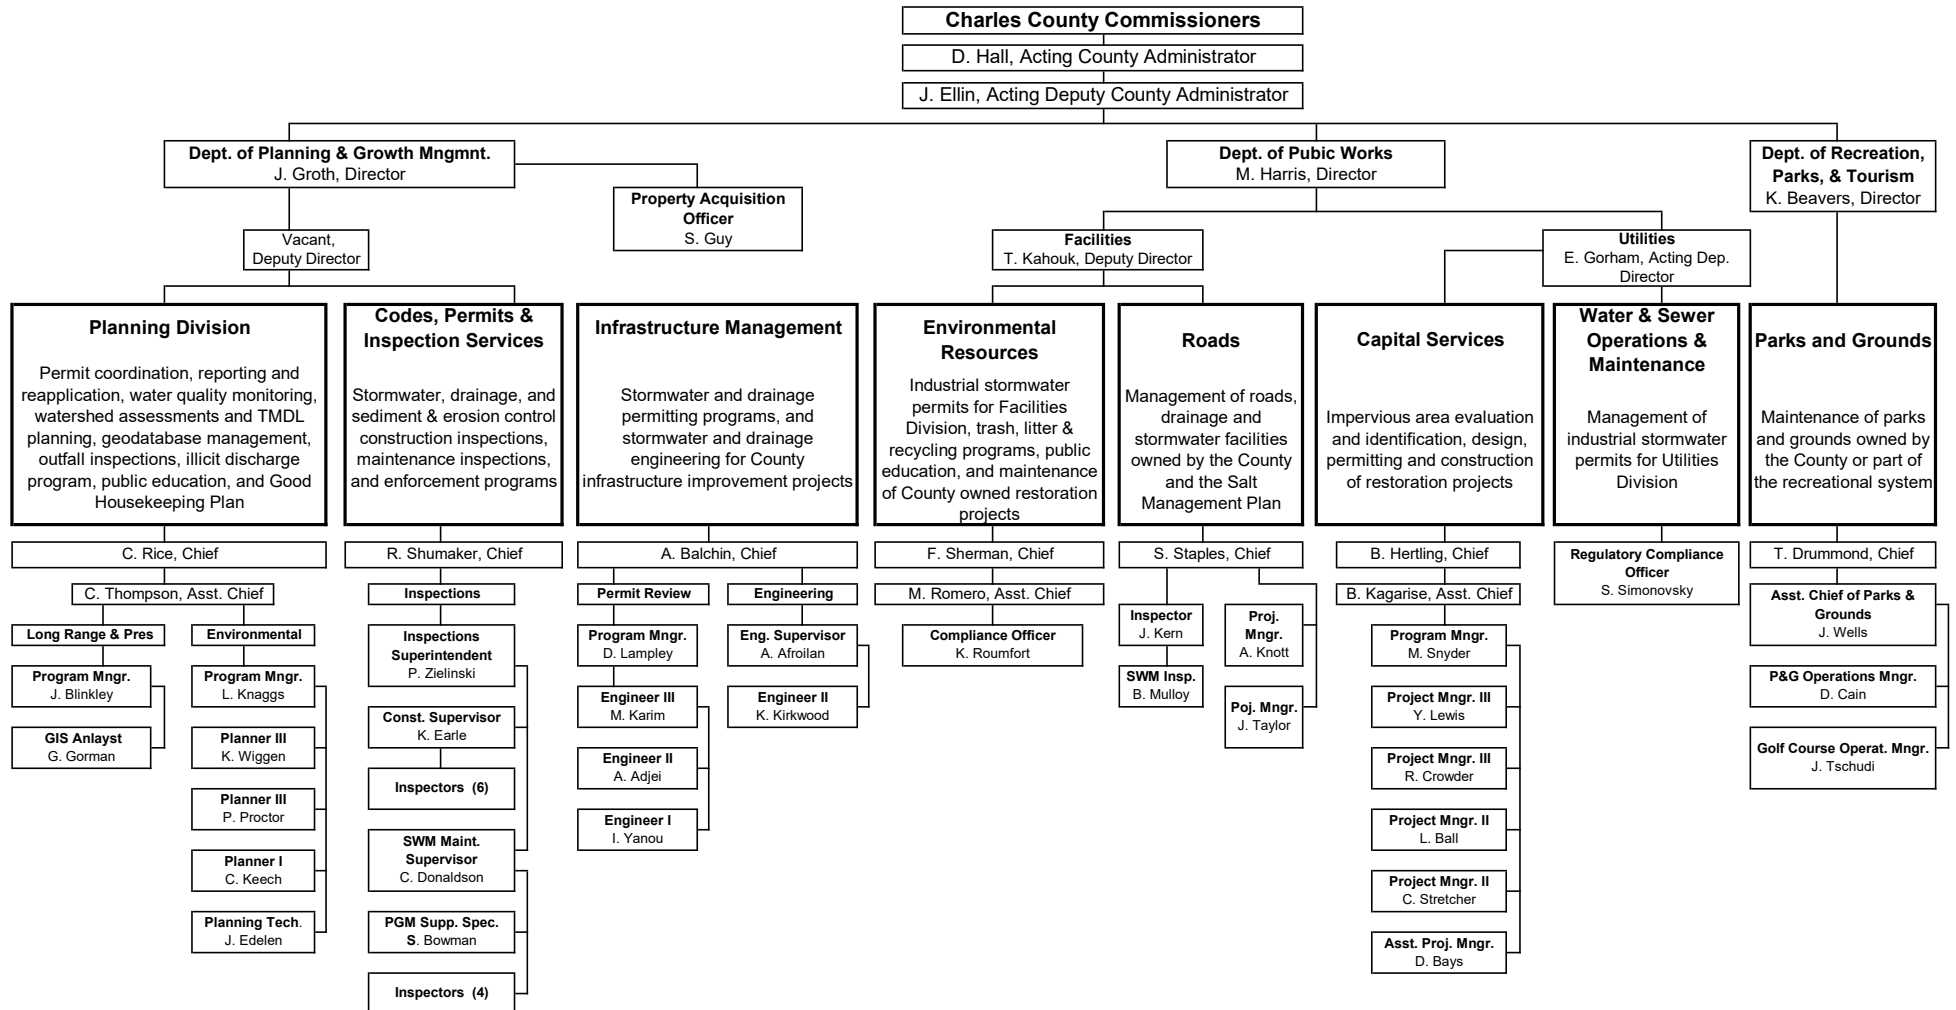 Charles County Commissioners
D. Hall, Acting County Administrator
J. Ellin, Acting Deputy County Administrator
Dept. of Planning & Growth Mngmnt.
J. Groth, Director
Property Acquisition
Officer
S. Guy
Vacant,
Deputy Director
Dept. of Pubic Works
M. Harris, Director
Facilities
T. Kahouk, Deputy Director
Utilities
E. Gorham, Acting Dep.
Director
Dept. of Recreation,
Parks, & Tourism
K. Beavers, Director
Planning Division
Permit coordination, reporting and
reapplication, water quality monitoring,
watershed assessments and TMDL
planning, geodatabase management,
outfall inspections, illicit discharge
program, public education, and Good
Housekeeping Plan
C. Rice, Chief
C. Thompson, Asst. Chief
Long Range & Pres
Program Mngr.
J. Blinkley
GIS Anlayst
G. Gorman
Environmental
Program Mngr.
L. Knaggs
Planner III
K. Wiggen
Planner III
P. Proctor
Planner I
C. Keech
Planning Tech.
J. Edelen
Codes, Permits &
Inspection Services
Stormwater, drainage, and
sediment & erosion control
construction inspections,
maintenance inspections,
and enforcement programs
R. Shumaker, Chief
Inspections
Inspections
Superintendent
P. Zielinski
Const. Supervisor
K. Earle
Inspectors (6)
SWM Maint.
Supervisor
C. Donaldson
PGM Supp. Spec.
S. Bowman
Inspectors (4)
Infrastructure Management
Stormwater and drainage
permitting programs, and
stormwater and drainage
engineering for County
infrastructure improvement projects
A. Balchin, Chief
Permit Review
Program Mngr.
D. Lampley
Engineer III
M. Karim
Engineer II
A. Adjei
Engineer I
I. Yanou
Engineering
Eng. Supervisor
A. Afroilan
Engineer II
K. Kirkwood
Environmental
Resources
Industrial stormwater
permits for Facilities
Division, trash, litter &
recycling programs, public
education, and maintenance
of County owned restoration
projects
F. Sherman, Chief
M. Romero, Asst. Chief
Compliance Officer
K. Roumfort
Roads
Management of roads,
drainage and
stormwater facilities
owned by the County
and the Salt
Management Plan
S. Staples, Chief
Inspector
J. Kern
SWM Insp.
B. Mulloy
Proj.
Mngr.
A. Knott
Poj. Mngr.
J. Taylor
Capital Services
Impervious area evaluation
and identification, design,
permitting and construction
of restoration projects
B. Hertling, Chief
B. Kagarise, Asst. Chief
Program Mngr.
M. Snyder
Project Mngr. III
Y. Lewis
Project Mngr. III
R. Crowder
Project Mngr. II
L. Ball
Project Mngr. II
C. Stretcher
Asst. Proj. Mngr.
D. Bays
Water & Sewer
Operations &
Maintenance
Management of
industrial stormwater
permits for Utilities
Division
Regulatory Compliance
Officer
S. Simonovsky
Parks and Grounds
Maintenance of parks
and grounds owned by
the County or part of
the recreational system
T. Drummond, Chief
Asst. Chief of Parks &
Grounds
J. Wells
P&G Operations Mngr.
D. Cain
Golf Course Operat. Mngr.
J. Tschudi